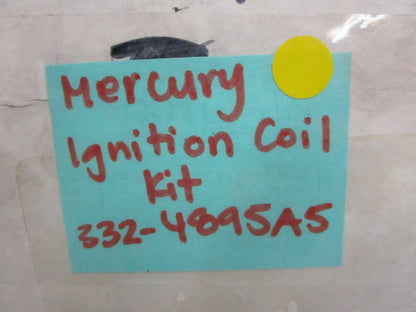 Mercury
Ignition Coil
Kit
332-4895A5